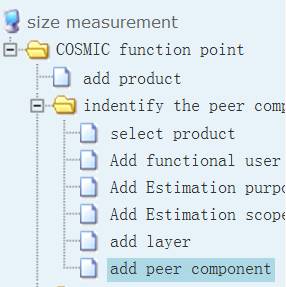 size measurement
COSMIC function point
add product
indentify the peer comp
select product
Add functional user
Add Estimation purpo
Add Estimation scope
add layer
add peer component